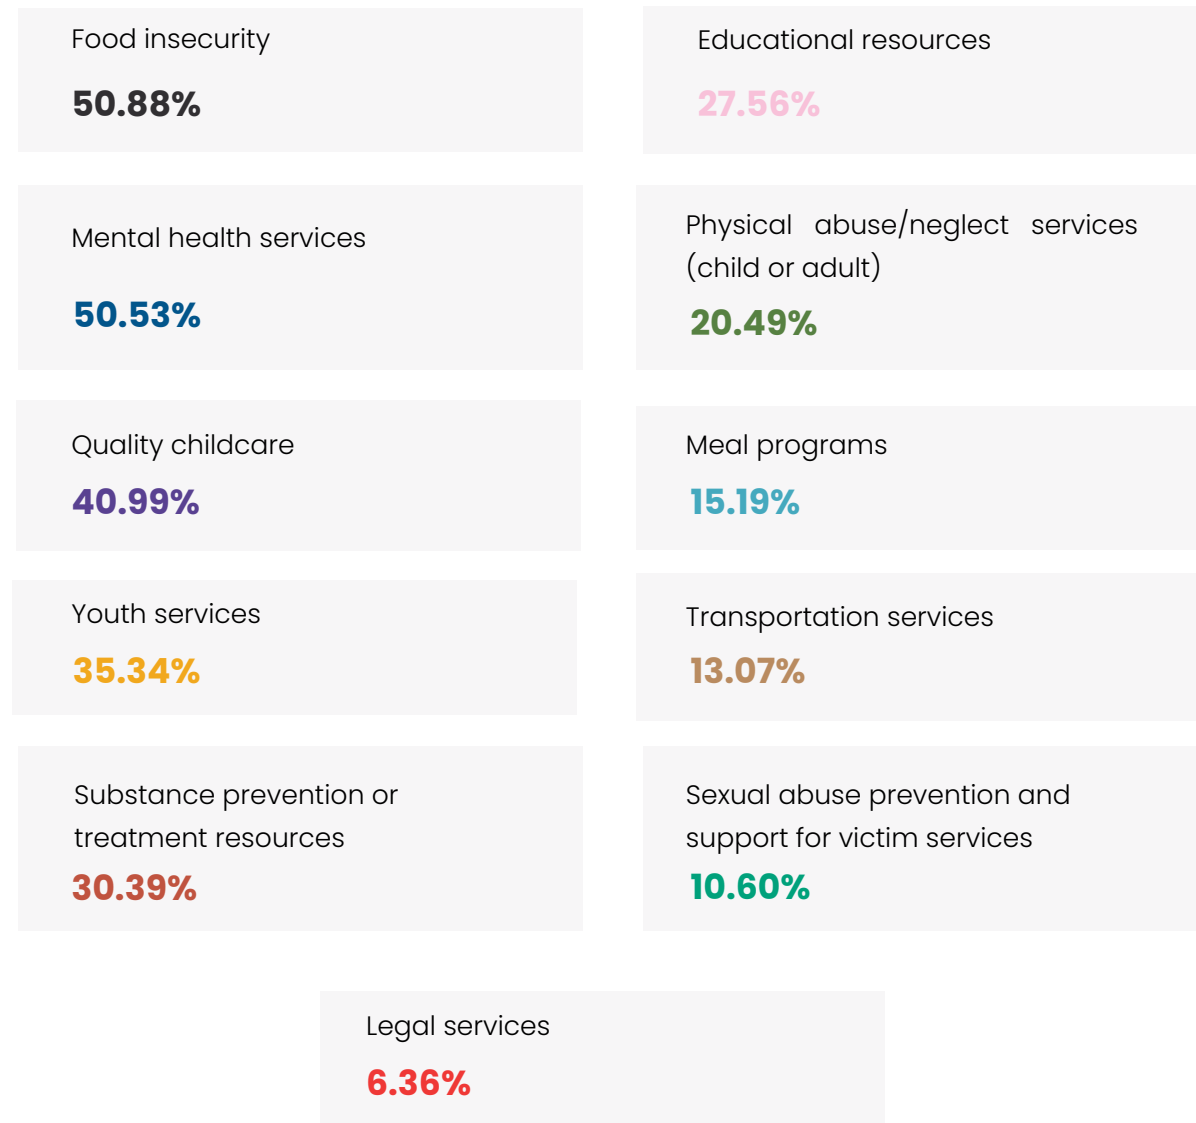 Food insecurity
50.88%
Mental health services
50.53%
Quality childcare
40.99%
Youth services
35.34%
Substance prevention or
treatment resources
30.39%
Educational resources
27.56%
Physical abuse/neglect services
(child or adult)
20.49%
Meal programs
15.19%
Transportation services
13.07%
Sexual abuse prevention and
support for victim services
10.60%
Legal services
6.36%